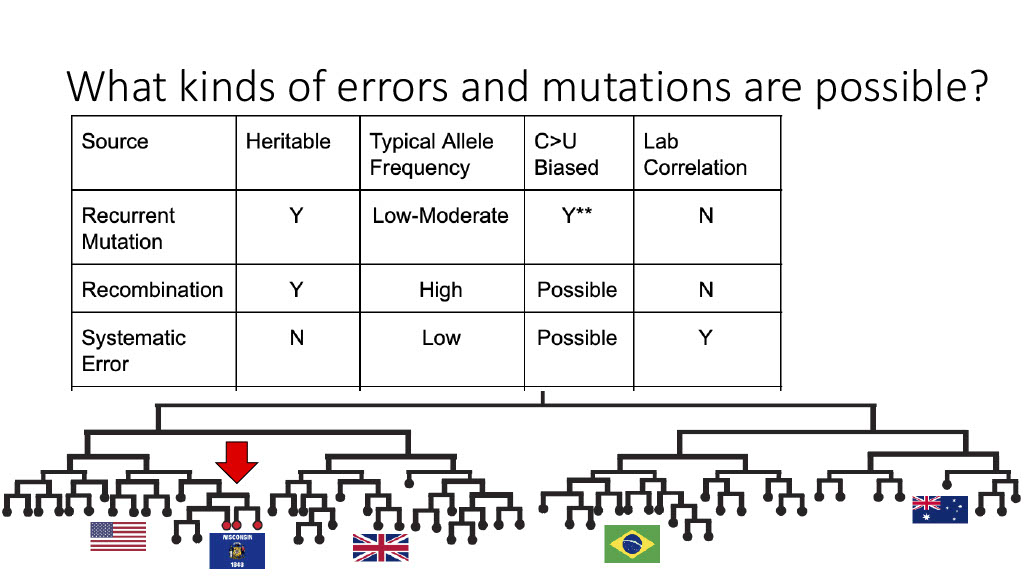 What kinds of errors and mutations are possible?
Source Heritable Typical Allele Frequency C>U Biased Lab Correlation
Recurrent Mutation Y Low-Moderate Y** N
Recombination Y High Possible N
Systematic Error N Low Possible Y
WISCONSIN
1848